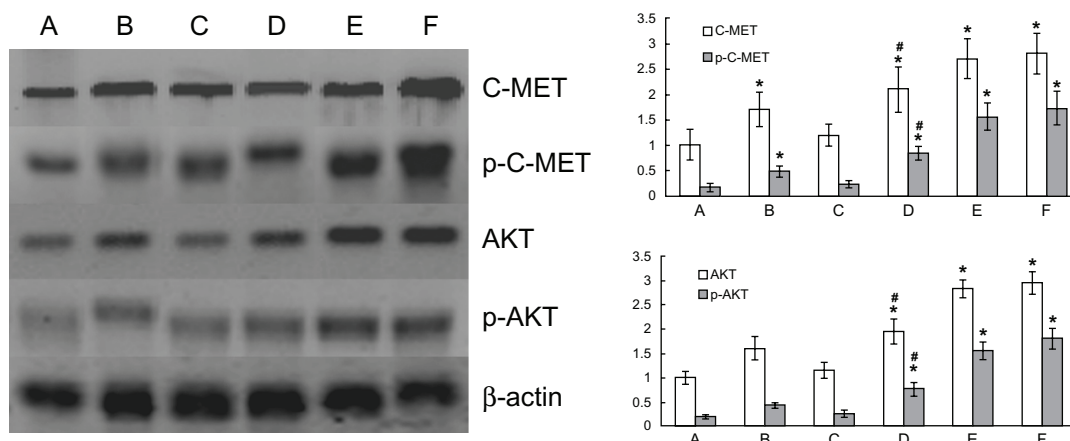 A B C D E F
C-MET
p-C-MET
AKT
p-AKT
β-actin
3.5
3
2.5
2
1.5
1
0.5
0
C-MET
p-C-MET
*
*
#
*
#
*
*
*
*
*
A B C D E F
3.5
3
2.5
2
1.5
1
0.5
0
AKT
p-AKT
#
*
#
*
*
*
*
*
A B C D E F